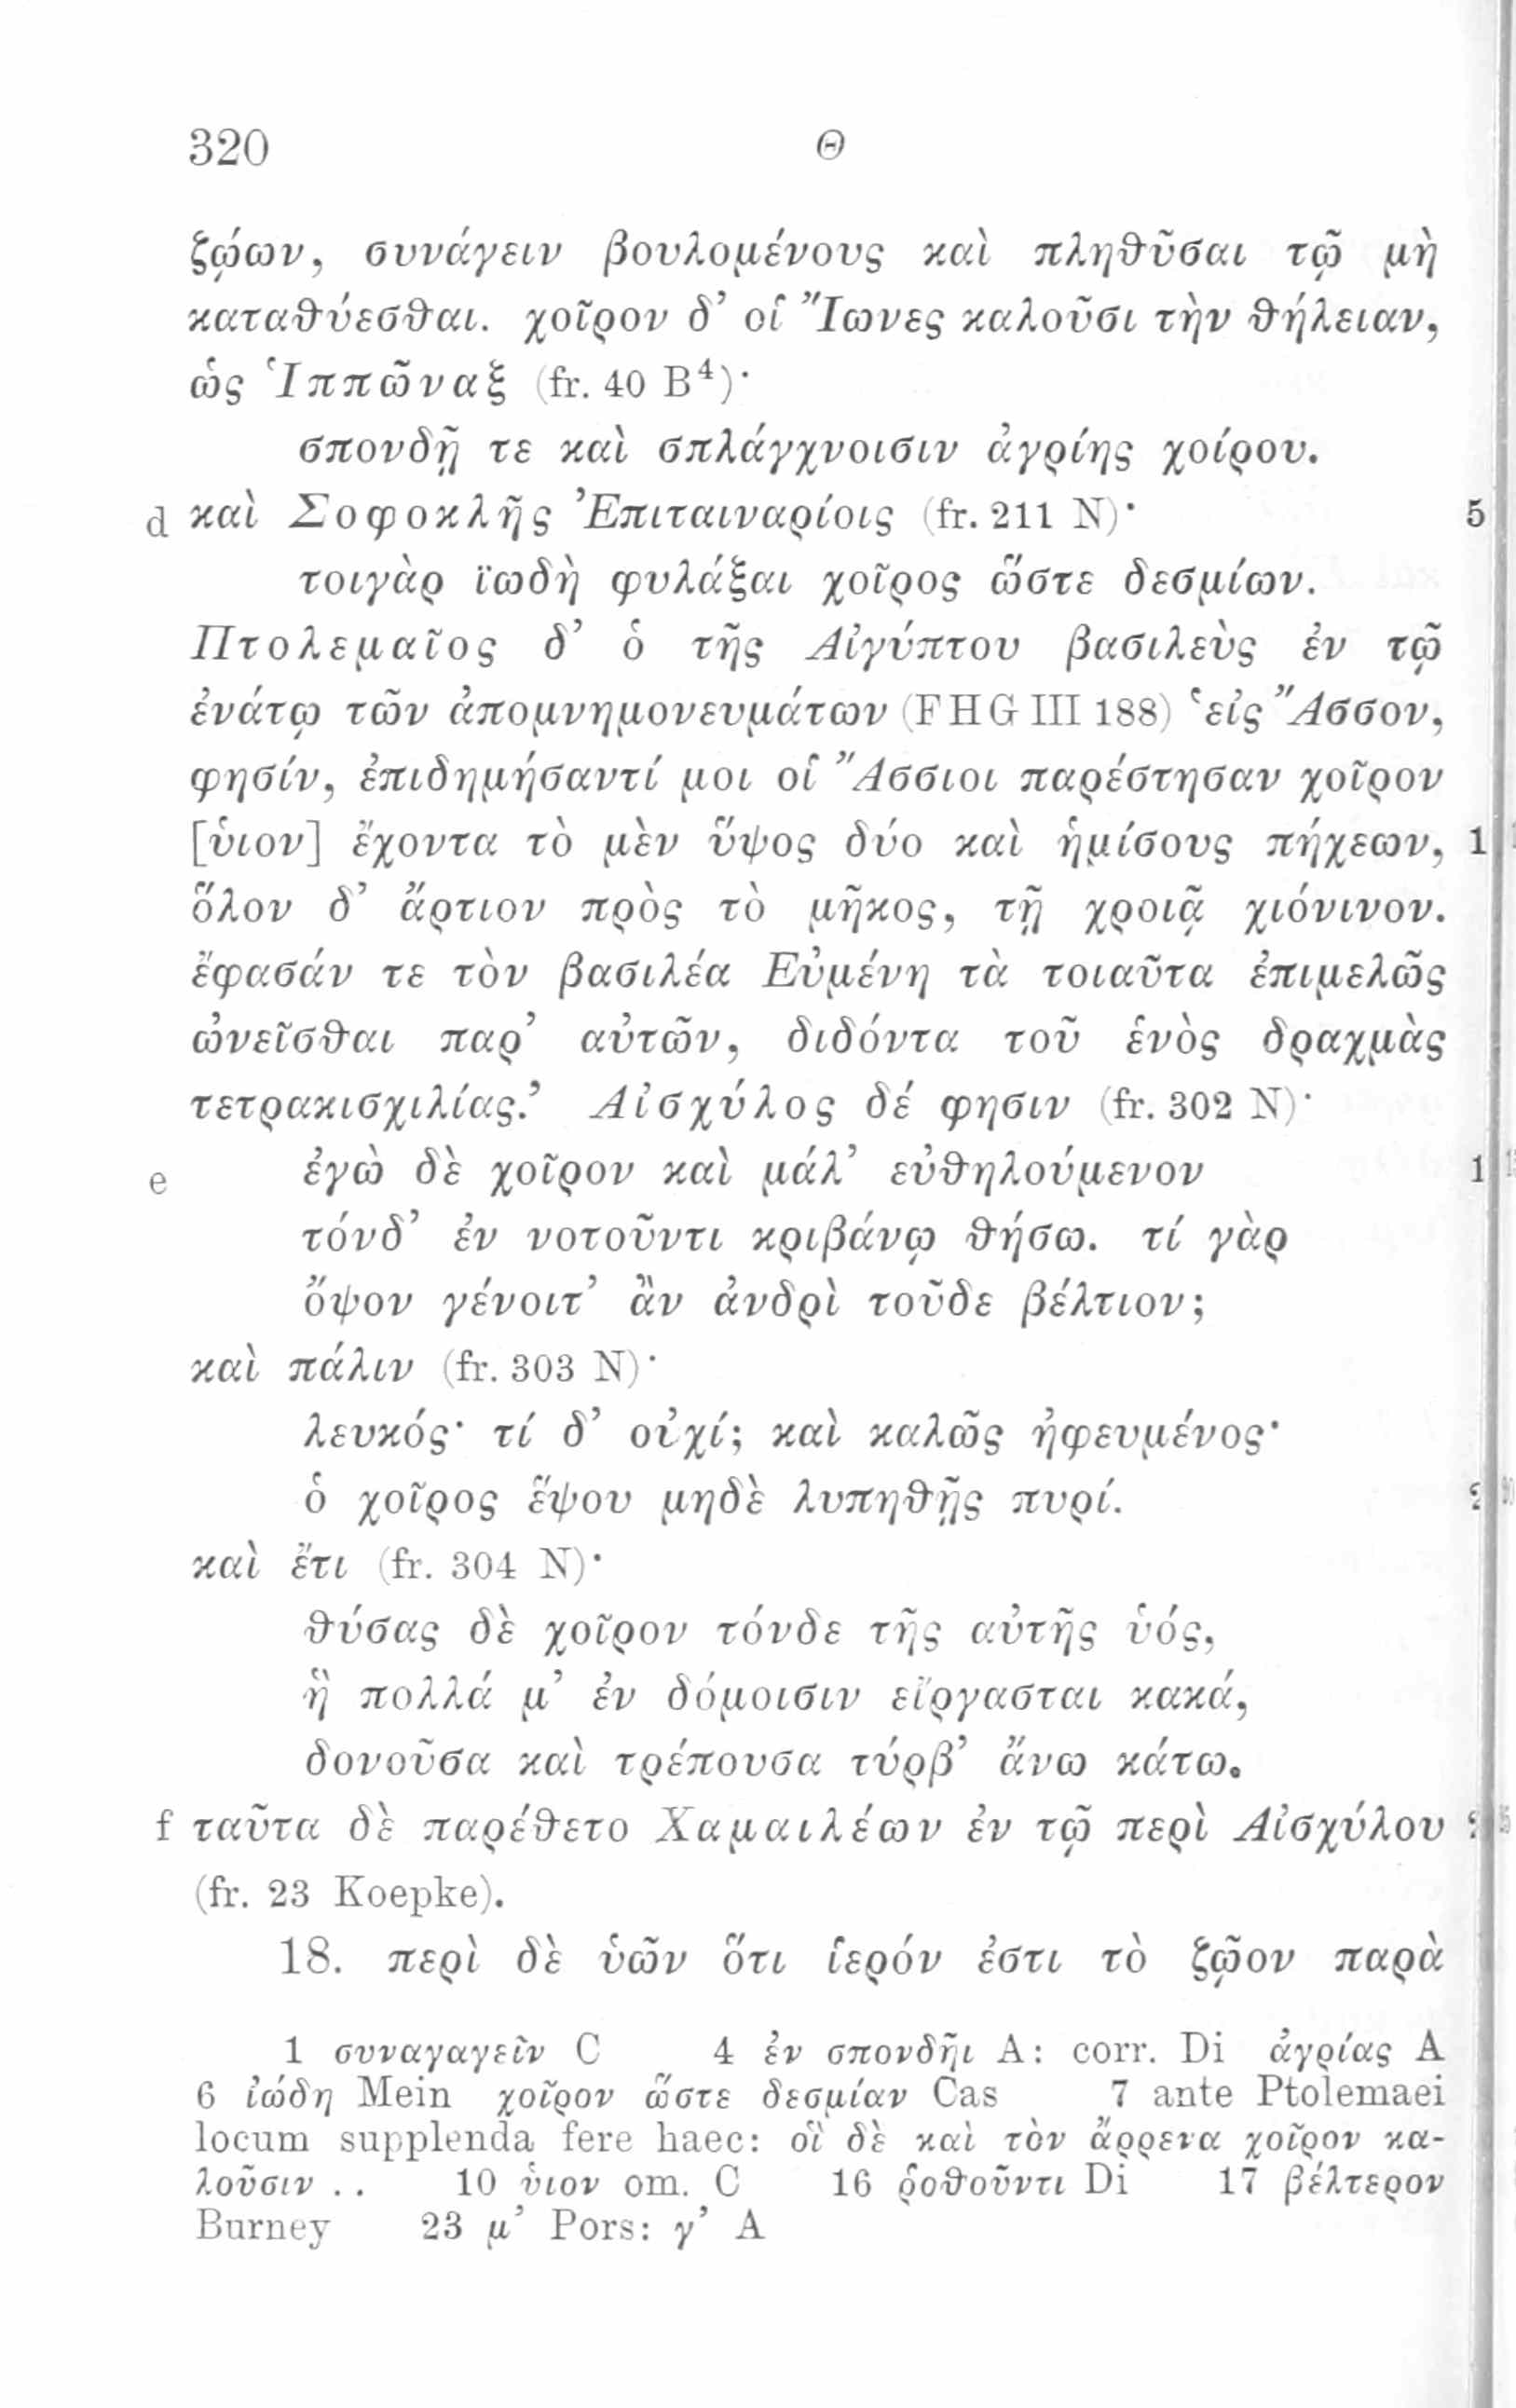 320 Θ
ζῴων, συνάγειν βουλομένους καὶ πληθῦσαι τῷ μὴ
καταθύεσθαι. χοῖρον δ’ οἱ Ἴωνες καλοῦσι τὴν θήλειαν,
ὡς Ἱππῶναξ (fr. 40 B⁴)·
σπονδῇ τε καὶ σπλάγχνοισιν ἀγρίης χοίρου.
d καὶ Σοφοκλῆς Ἐπιταιναρίοις (fr. 211 N)· 5
τοιγὰρ ϊωδὴ φυλάξαι χοῖρος ὥστε δεσμίων.
Πτολεμαῖος δ’ ὁ τῆς Αἰγύπτου βασιλεὺς ἐν τῷ
ἐνάτῳ τῶν ἀπομνημονευμάτων (FHG III 188) ‘εἰς Ἄσσον,
φησίν, ἐπιδημήσαντί μοι οἱ Ἄσσιοι παρέστησαν χοῖρον
[ὑιον] ἔχοντα τὸ μὲν ὕψος δύο καὶ ἡμίσους πήχεων, 1
ὅλον δ’ ἄρτιον πρὸς τὸ μῆκος, τῇ χροιᾷ χιόνινον.
ἔφασάν τε τὸν βασιλέα Εὐμένη τὰ τοιαῦτα ἐπιμελῶς
ὠνεῖσθαι παρ’ αὐτῶν, διδόντα τοῦ ἑνὸς δραχμὰς
τετρακισχιλίας.’ Αἰσχύλος δέ φησιν (fr. 302 N)·
e ἐγὼ δὲ χοῖρον καὶ μάλ’ εὐθηλούμενον 1
τόνδ’ ἐν νοτοῦντι κριβάνῳ θήσω. τί γὰρ
ὄψον γένοιτ’ ἂν ἀνδρὶ τοῦδε βέλτιον;
καὶ πάλιν (fr. 303 N)·
λευκός· τί δ’ οὐχί; καὶ καλῶς ἠφευμένος·
ὁ χοῖρος ἕψου μηδὲ λυπηθῇς πυρί. 2
καὶ ἔτι (fr. 304 N)·
θύσας δὲ χοῖρον τόνδε τῆς αὐτῆς ὑός,
ἣ πολλά μ’ ἐν δόμοισιν εἴργασται κακά,
δονοῦσα καὶ τρέπουσα τύρβ’ ἄνω κάτω.
f ταῦτα δὲ παρέθετο Χαμαιλέων ἐν τῷ περὶ Αἰσχύλου
(fr. 23 Koepke).
18. περὶ δὲ ὑῶν ὅτι ἱερόν ἐστι τὸ ζῷον παρὰ
1 συναγαγεῖν C 4 ἐν σπονδῆι A: corr. Di ἀγρίας A
6 ἰώδη Mein χοῖρον ὥστε δεσμίαν Cas 7 ante Ptolemaei
locum supplenda fere haec: οἳ δὲ καὶ τὸν ἄρρενα χοῖρον κα-
λοῦσιν . . 10 ὑιον om. C 16 ῥοθοῦντι Di 17 βέλτερον
Burney 23 μ’ Pors: γ’ A